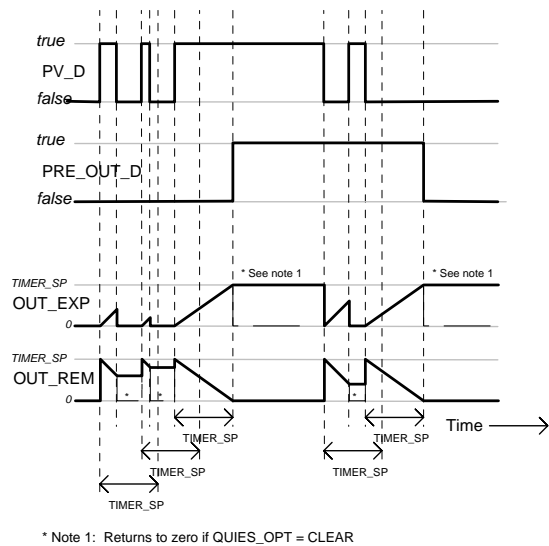 true
PV_D
false
true
PRE_OUT_D
false
* See note 1
* See note 1
TIMER_SP
OUT_EXP
0
TIMER_SP
OUT_REM
* * *
0
Time
TIMER_SP
TIMER_SP
TIMER_SP
TIMER_SP
TIMER_SP
* Note 1: Returns to zero if QUIES_OPT = CLEAR